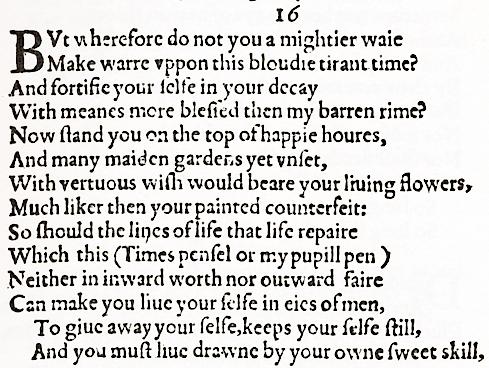 16
BVt wherefore do not you a mightier waie
Make warre vppon this bloudie tirant time?
And fortifie your ſelfe in your decay
With meanes more bleſſed then my barren rime?
Now ſtand you on the top of happie houres,
And many maiden gardens yet vnſet,
With vertuous wiſh would beare your liuing flowers,
Much liker then your painted counterfeit:
So ſhould the lines of life that life repaire
Which this (Times penſel or my pupill pen )
Neither in inward worth nor outward faire
Can make you liue your ſelfe in eies of men,
To giue away your ſelfe,keeps your ſelfe ſtill,
And you muſt liue drawne by your owne ſweet skill,